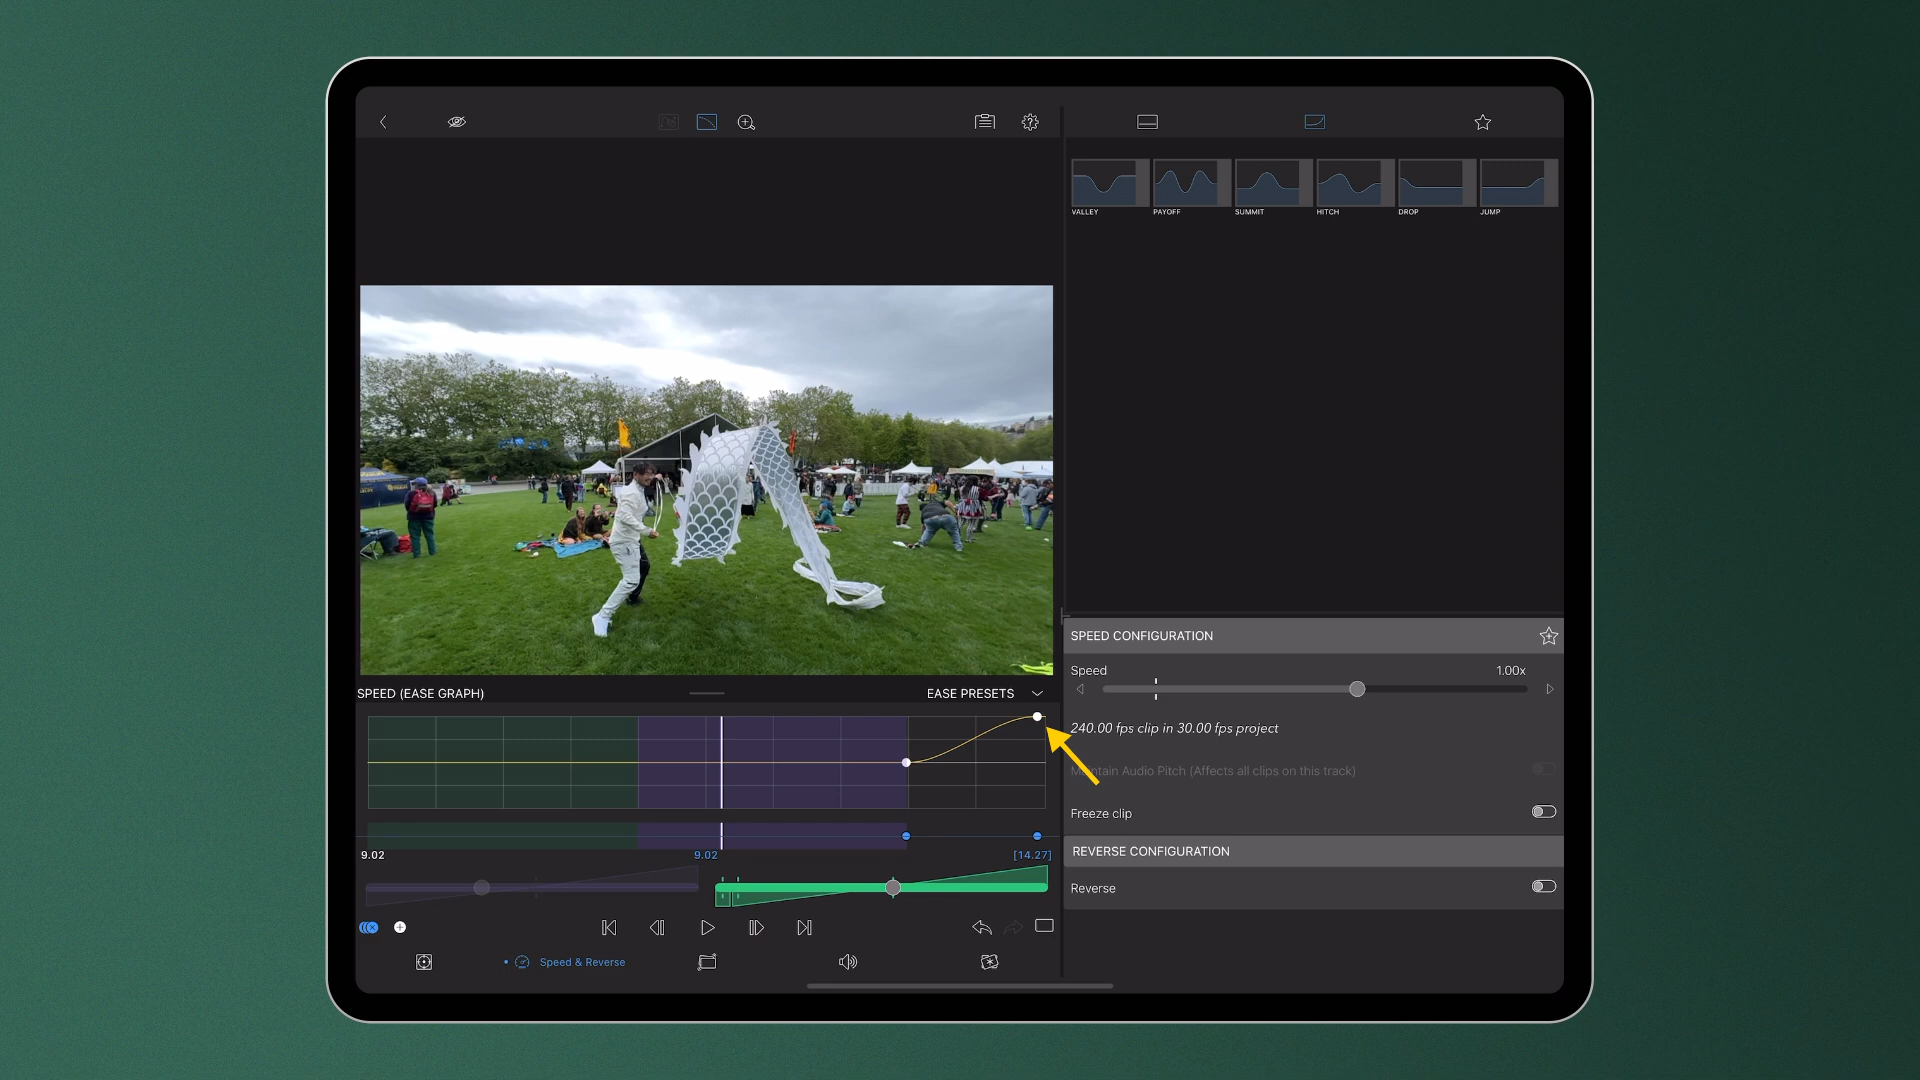 VALLEY PAYOFF SUMMIT HITCH DROP JUMP
SPEED (EASE GRAPH) EASE PRESETS
9.02 9.02 [14.27]
Speed & Reverse
SPEED CONFIGURATION
Speed 1.00x
240.00 fps clip in 30.00 fps project
Audio Pitch (Affects all clips on this track)
Freeze clip
REVERSE CONFIGURATION
Reverse